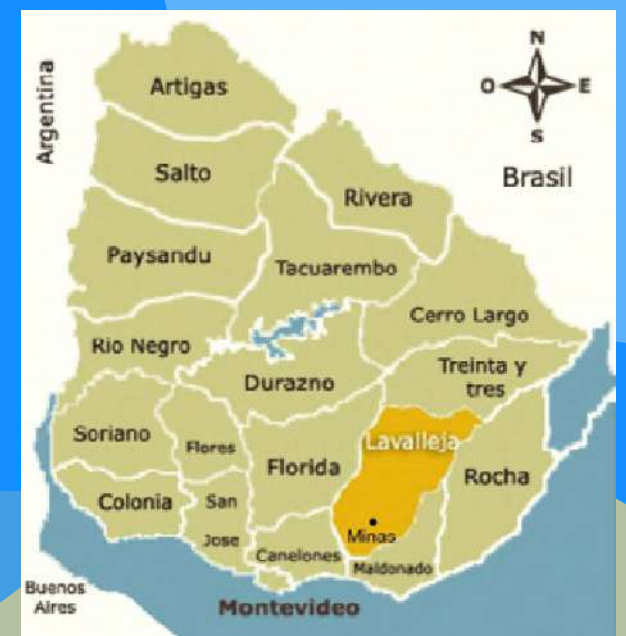 N
Argentina
Artigas
O
E
S
Salto
Brasil
Rivera
Paysandu
Tacuarembo
Cerro Largo
Rio Negro
Treinta y
tres
Durazno
Soriano
Flores
Lavalleja
Florida
Rocha
Colonia
San
Jose
Minas
Canelones
Maldonado
Buenos
Aires
Montevideo